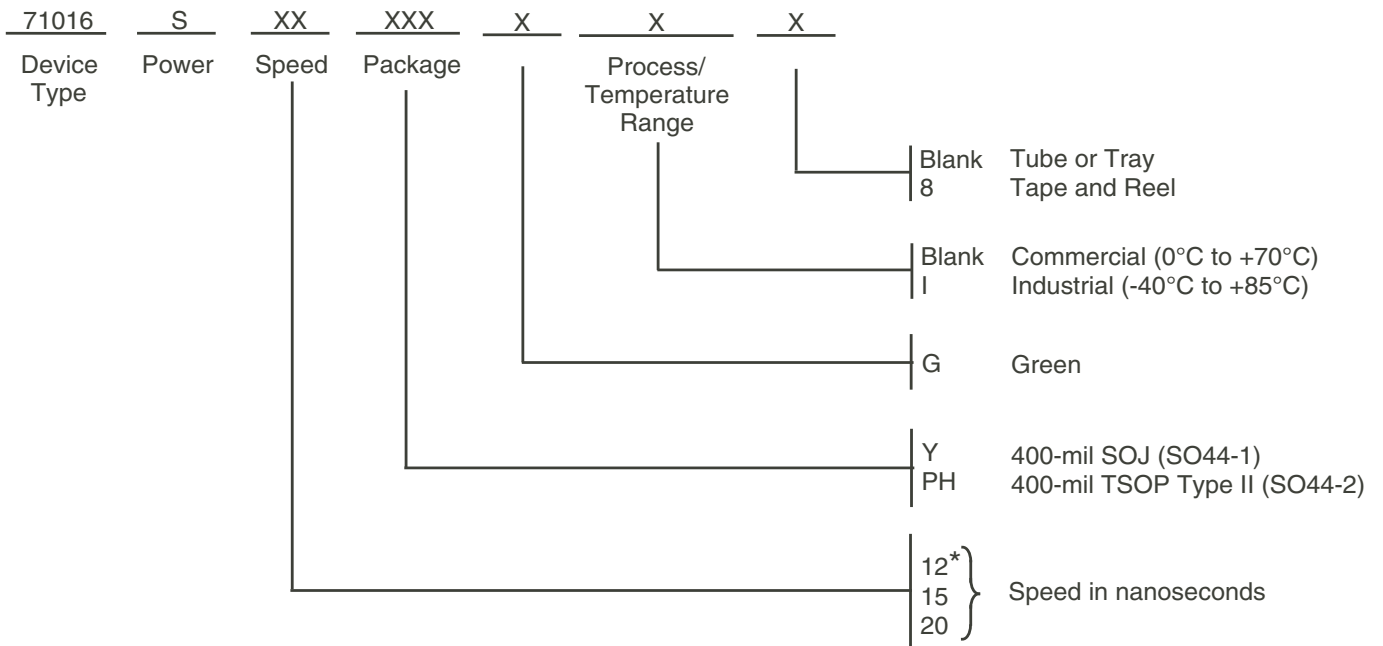 71016 S XX XXX X X X
Device Type
Power
Speed
Package
Process/
Temperature
Range
Blank Tube or Tray
8 Tape and Reel
Blank Commercial (0°C to +70°C)
I Industrial (-40°C to +85°C)
G Green
Y 400-mil SOJ (SO44-1)
PH 400-mil TSOP Type II (SO44-2)
12*
15 Speed in nanoseconds
20